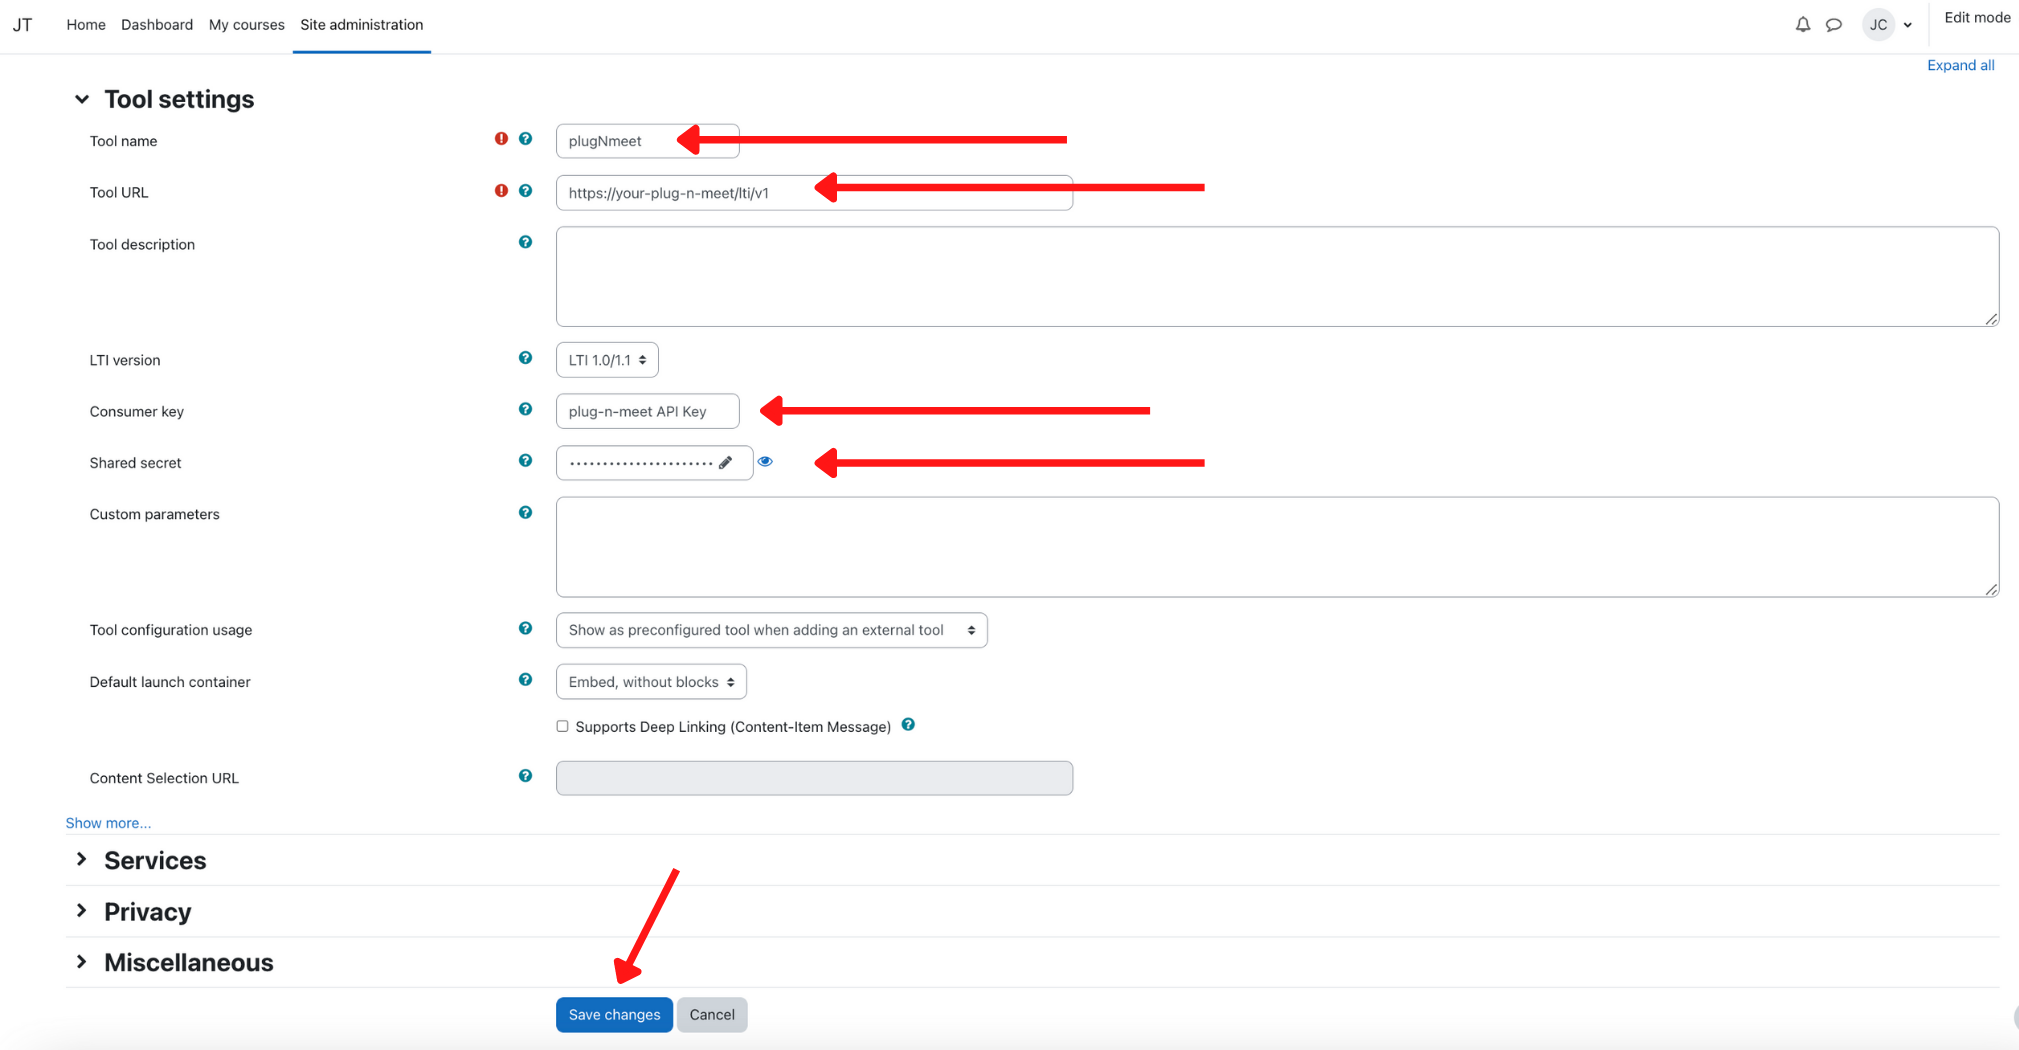 JT Home Dashboard My courses Site administration JC Edit mode
Expand all
Tool settings
Tool name plugNmeet
Tool URL https://your-plug-n-meet/lti/v1
Tool description
LTI version LTI 1.0/1.1
Consumer key plug-n-meet API Key
Shared secret ••••••••••••••••••••••
Custom parameters
Tool configuration usage Show as preconfigured tool when adding an external tool
Default launch container Embed, without blocks
Supports Deep Linking (Content-Item Message)
Content Selection URL
Show more...
Services
Privacy
Miscellaneous
Save changes Cancel